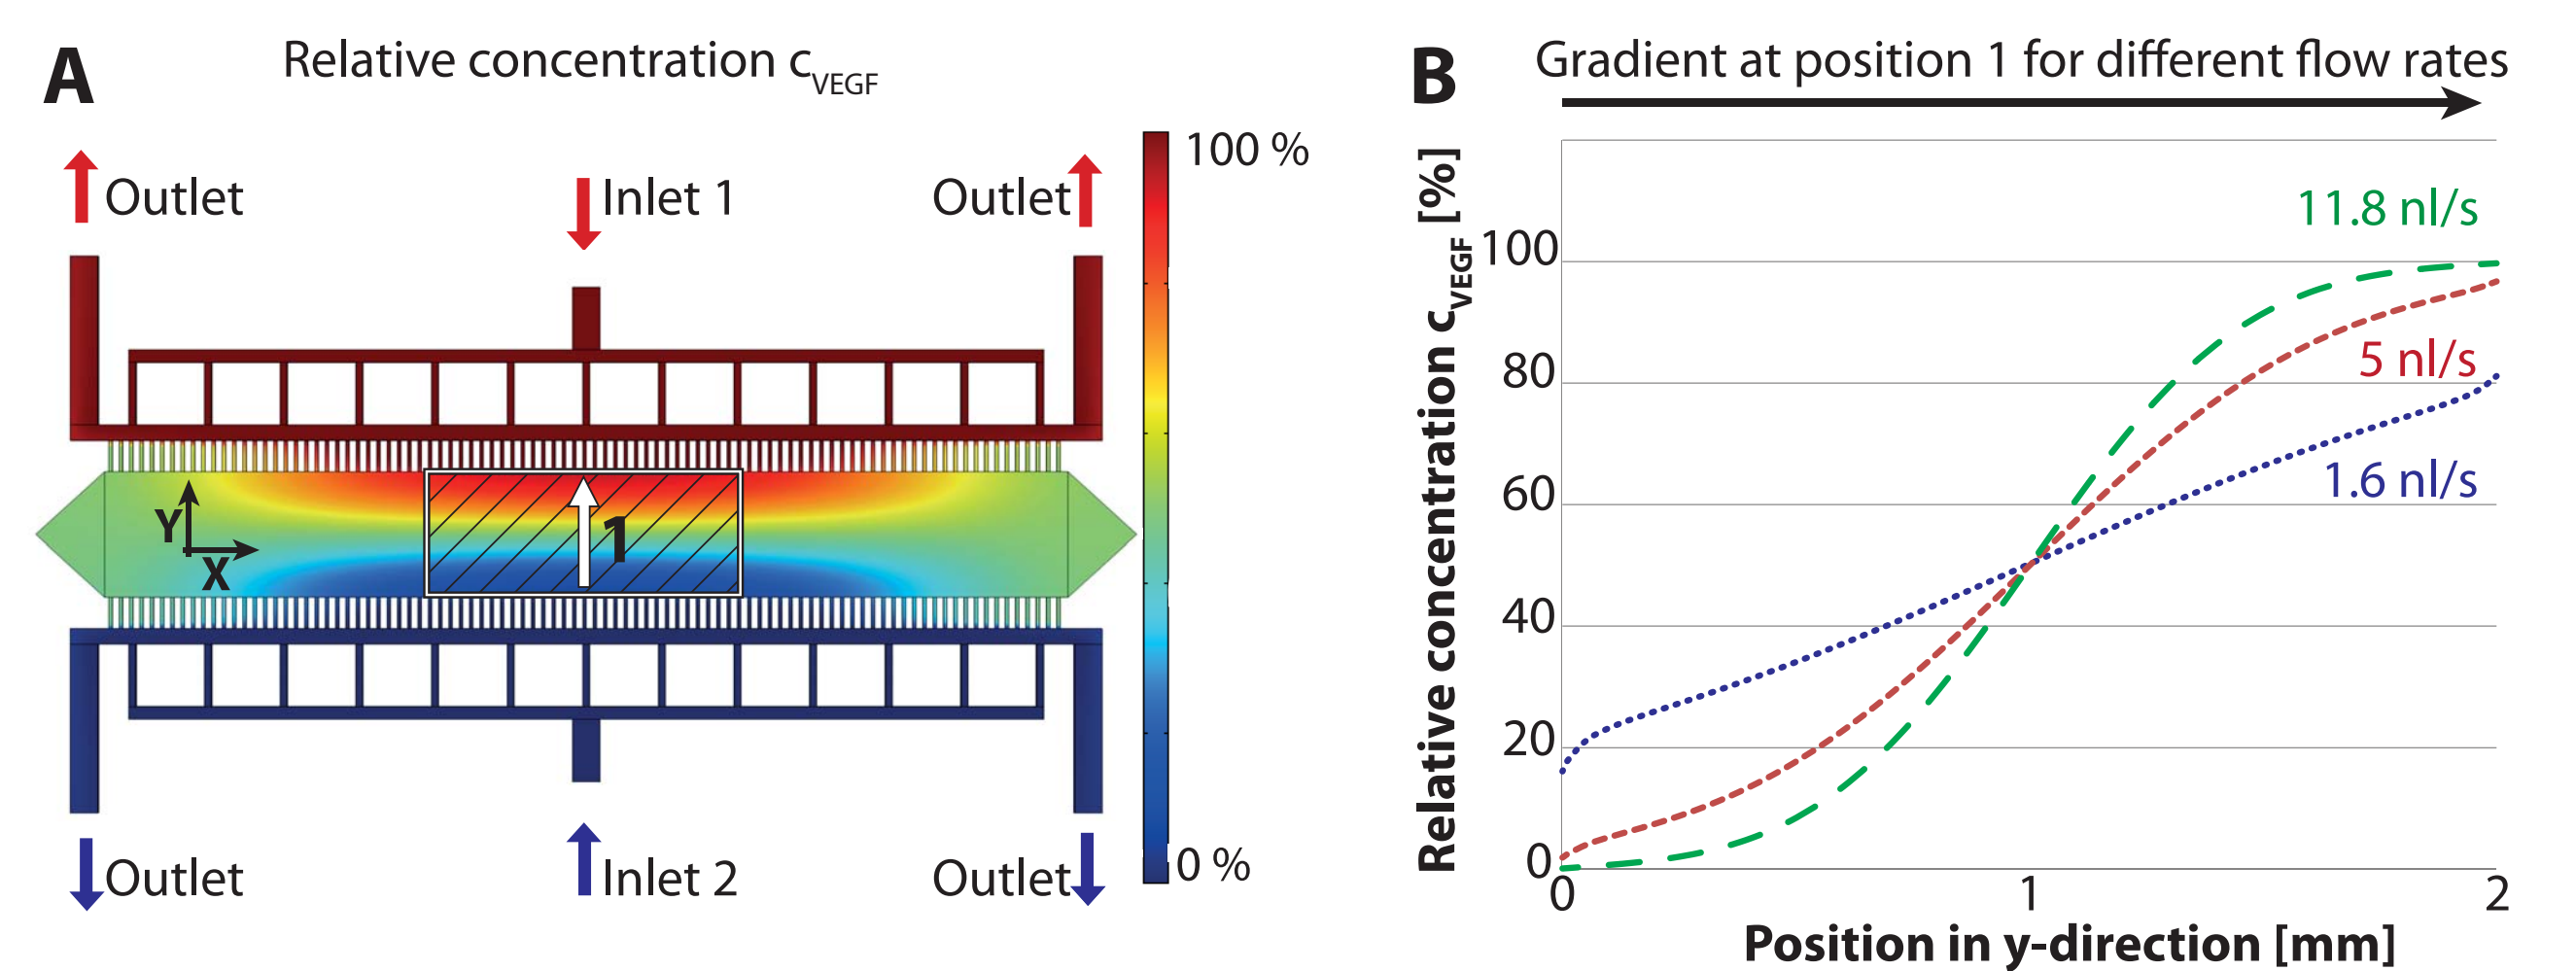 A
Relative concentration c_VEGF
100 %
Outlet
Inlet 1
Outlet
Y
X
1
Outlet
Inlet 2
Outlet
0 %
B
Gradient at position 1 for different flow rates
Relative concentration c_VEGF [%]
100
80
60
40
20
0
11.8 nl/s
5 nl/s
1.6 nl/s
0 1 2
Position in y-direction [mm]